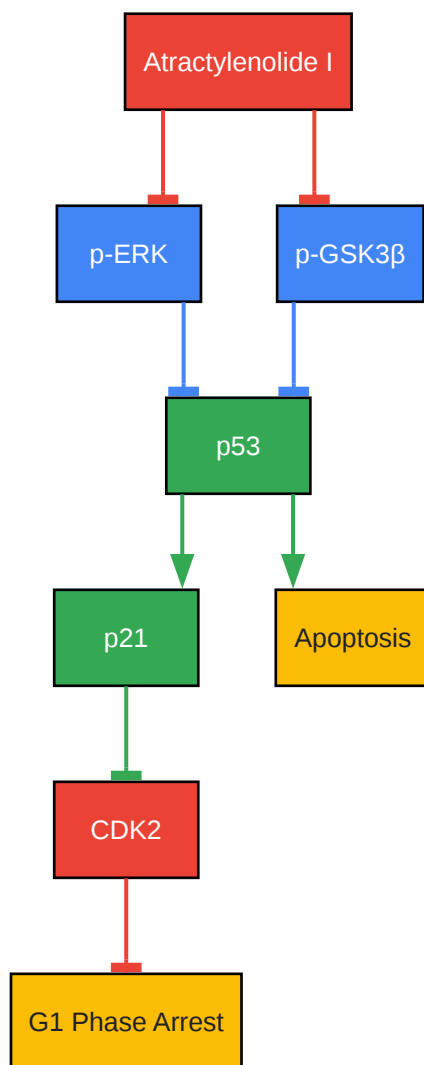 Atractylenolide I
p-ERK
p-GSK3β
p53
p21
Apoptosis
CDK2
G1 Phase Arrest